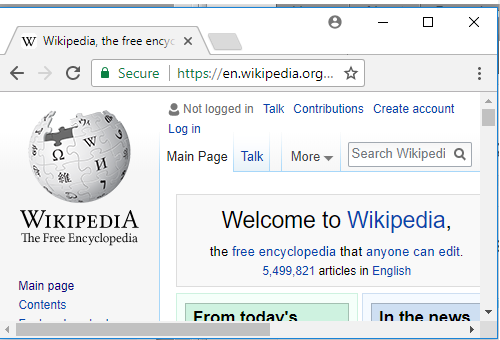 Wikipedia, the free encyc
Secure https://en.wikipedia.org...
Not logged in Talk Contributions Create account
Log in
Main Page Talk More Search Wikipedi
WIKIPEDIA
The Free Encyclopedia
Welcome to Wikipedia,
the free encyclopedia that anyone can edit.
5,499,821 articles in English
Main page
Contents
From today's
In the news